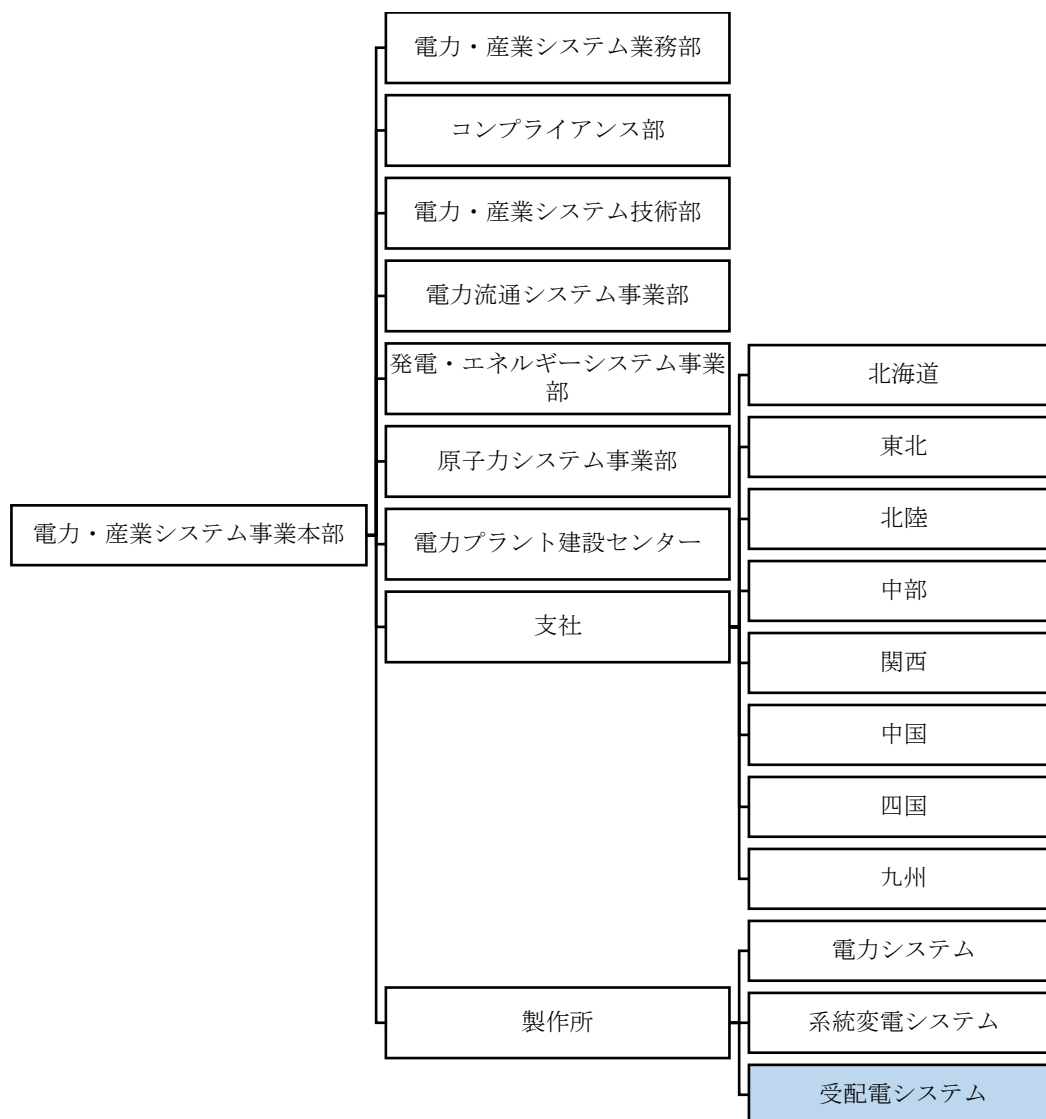 電力・産業システム業務部
コンプライアンス部
電力・産業システム技術部
電力流通システム事業部
発電・エネルギーシステム事業
部
原子力システム事業部
電力・産業システム事業本部
電力プラント建設センター
支社
北海道
東北
北陸
中部
関西
中国
四国
九州
製作所
電力システム
系統変電システム
受配電システム